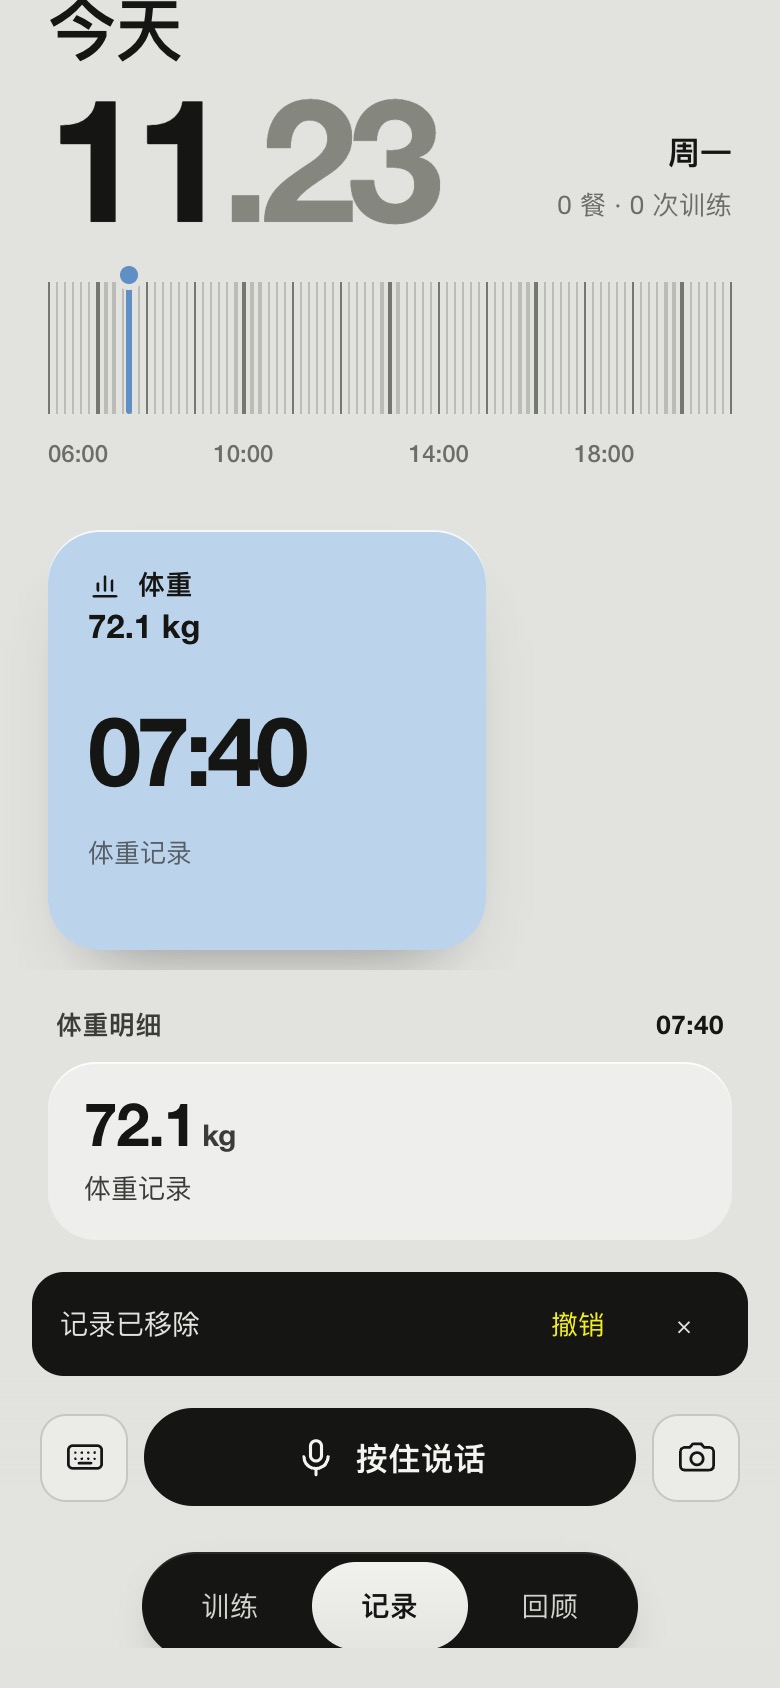 今天
11.23
周一
0 餐 · 0 次训练
06:00 10:00 14:00 18:00
体重
72.1 kg
07:40
体重记录
体重明细 07:40
72.1 kg
体重记录
记录已移除 撤销 ×
按住说话
训练 记录 回顾